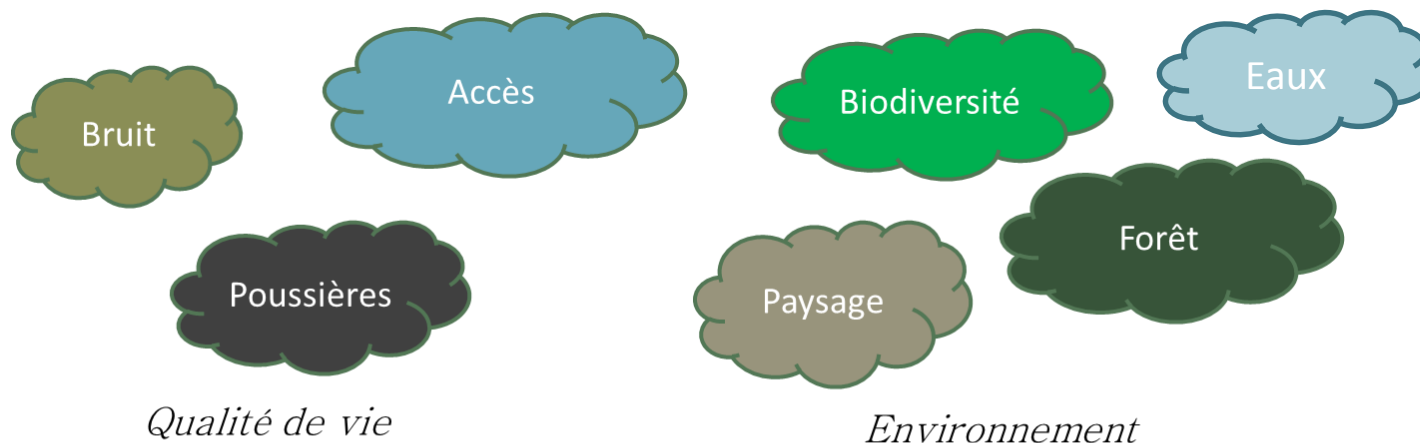 Bruit
Accès
Poussières
Qualité de vie
Biodiversité
Eaux
Forêt
Paysage
Environnement